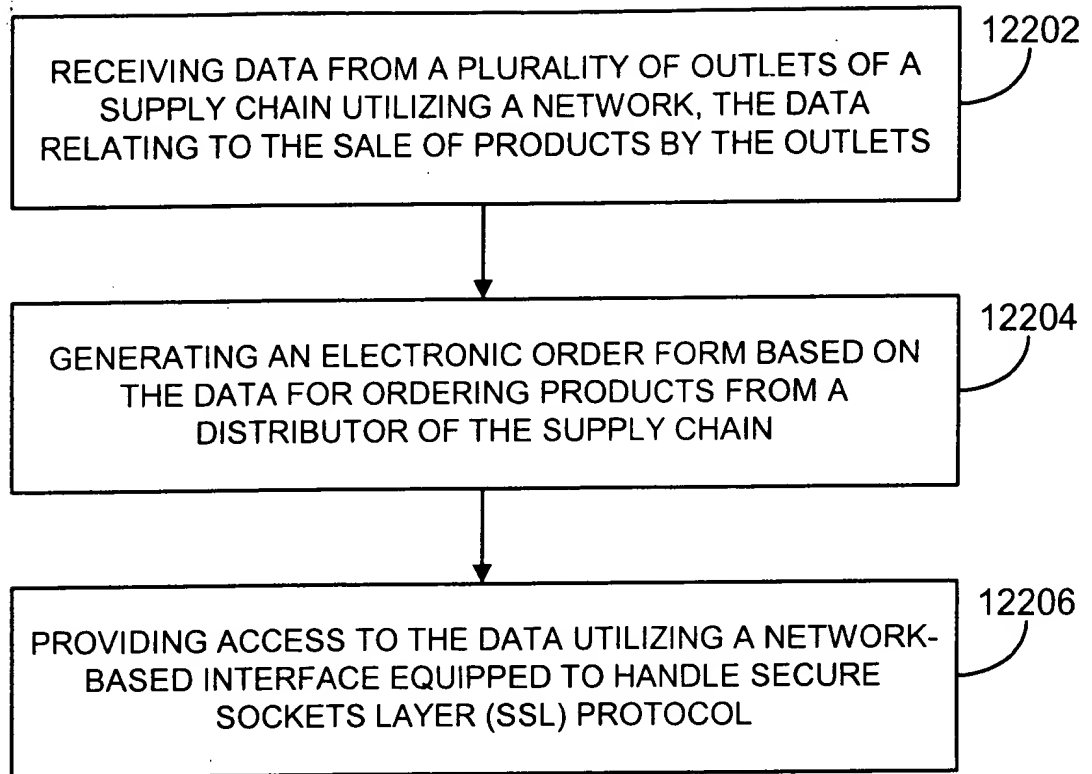 12202
RECEIVING DATA FROM A PLURALITY OF OUTLETS OF A
SUPPLY CHAIN UTILIZING A NETWORK, THE DATA
RELATING TO THE SALE OF PRODUCTS BY THE OUTLETS
12204
GENERATING AN ELECTRONIC ORDER FORM BASED ON
THE DATA FOR ORDERING PRODUCTS FROM A
DISTRIBUTOR OF THE SUPPLY CHAIN
12206
PROVIDING ACCESS TO THE DATA UTILIZING A NETWORK-
BASED INTERFACE EQUIPPED TO HANDLE SECURE
SOCKETS LAYER (SSL) PROTOCOL